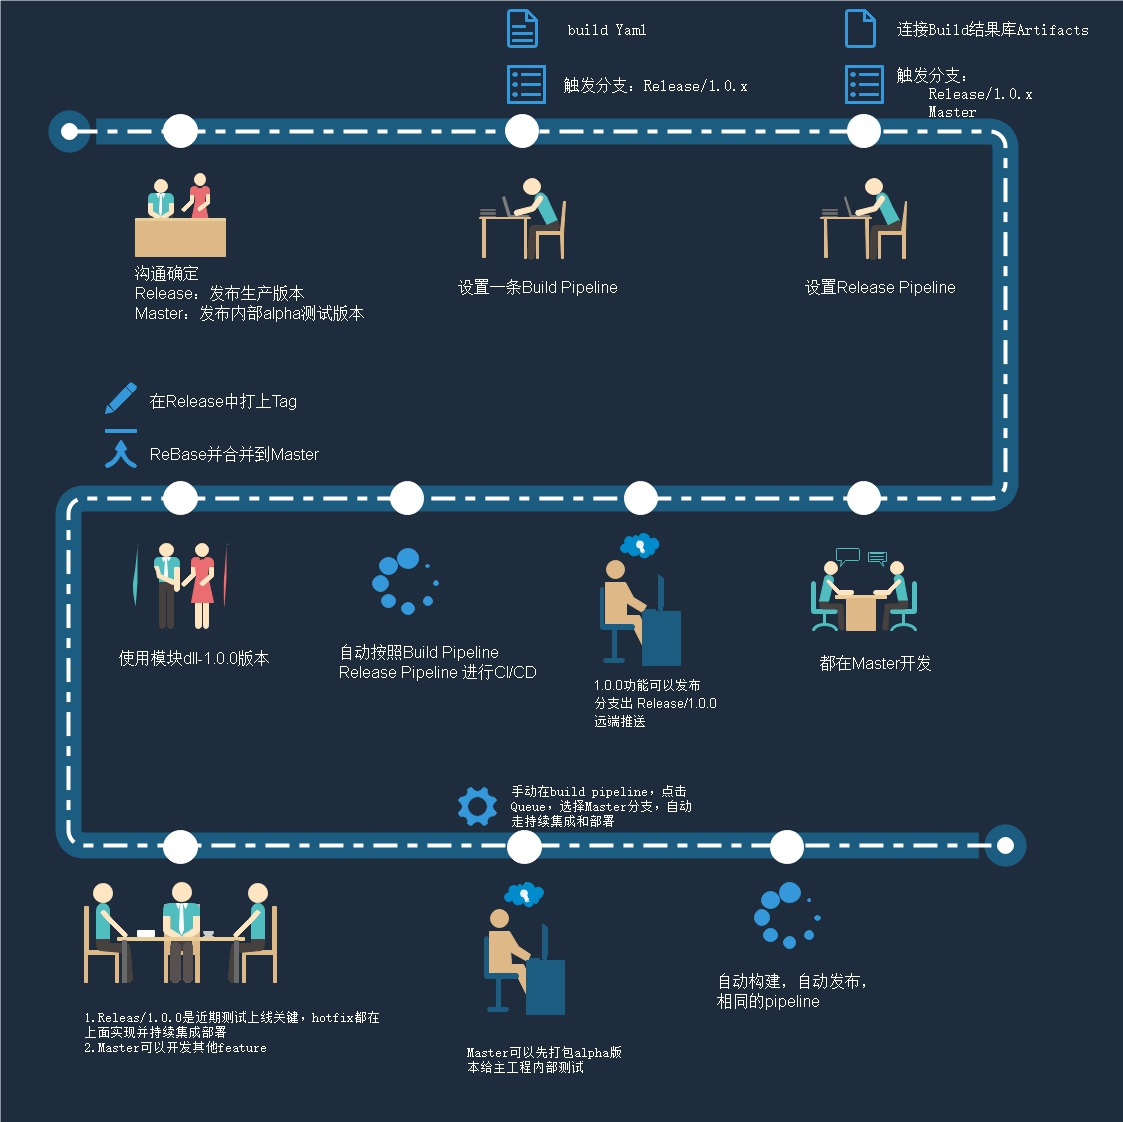 build Yaml
触发分支：Release/1.0.x
连接Build结果库Artifacts
触发分支：
Release/1.0.x
Master
沟通确定
Release：发布生产版本
Master：发布内部alpha测试版本
设置一条Build Pipeline
设置Release Pipeline
在Release中打上Tag
ReBase并合并到Master
使用模块dll-1.0.0版本
自动按照Build Pipeline
Release Pipeline 进行CI/CD
1.0.0功能可以发布
分支出 Release/1.0.0
远端推送
都在Master开发
手动在build pipeline，点击
Queue，选择Master分支，自动
走持续集成和部署
1.Releas/1.0.0是近期测试上线关键，hotfix都在
上面实现并持续集成部署
2.Master可以开发其他feature
Master可以先打包alpha版
本给主工程内部测试
自动构建，自动发布，
相同的pipeline